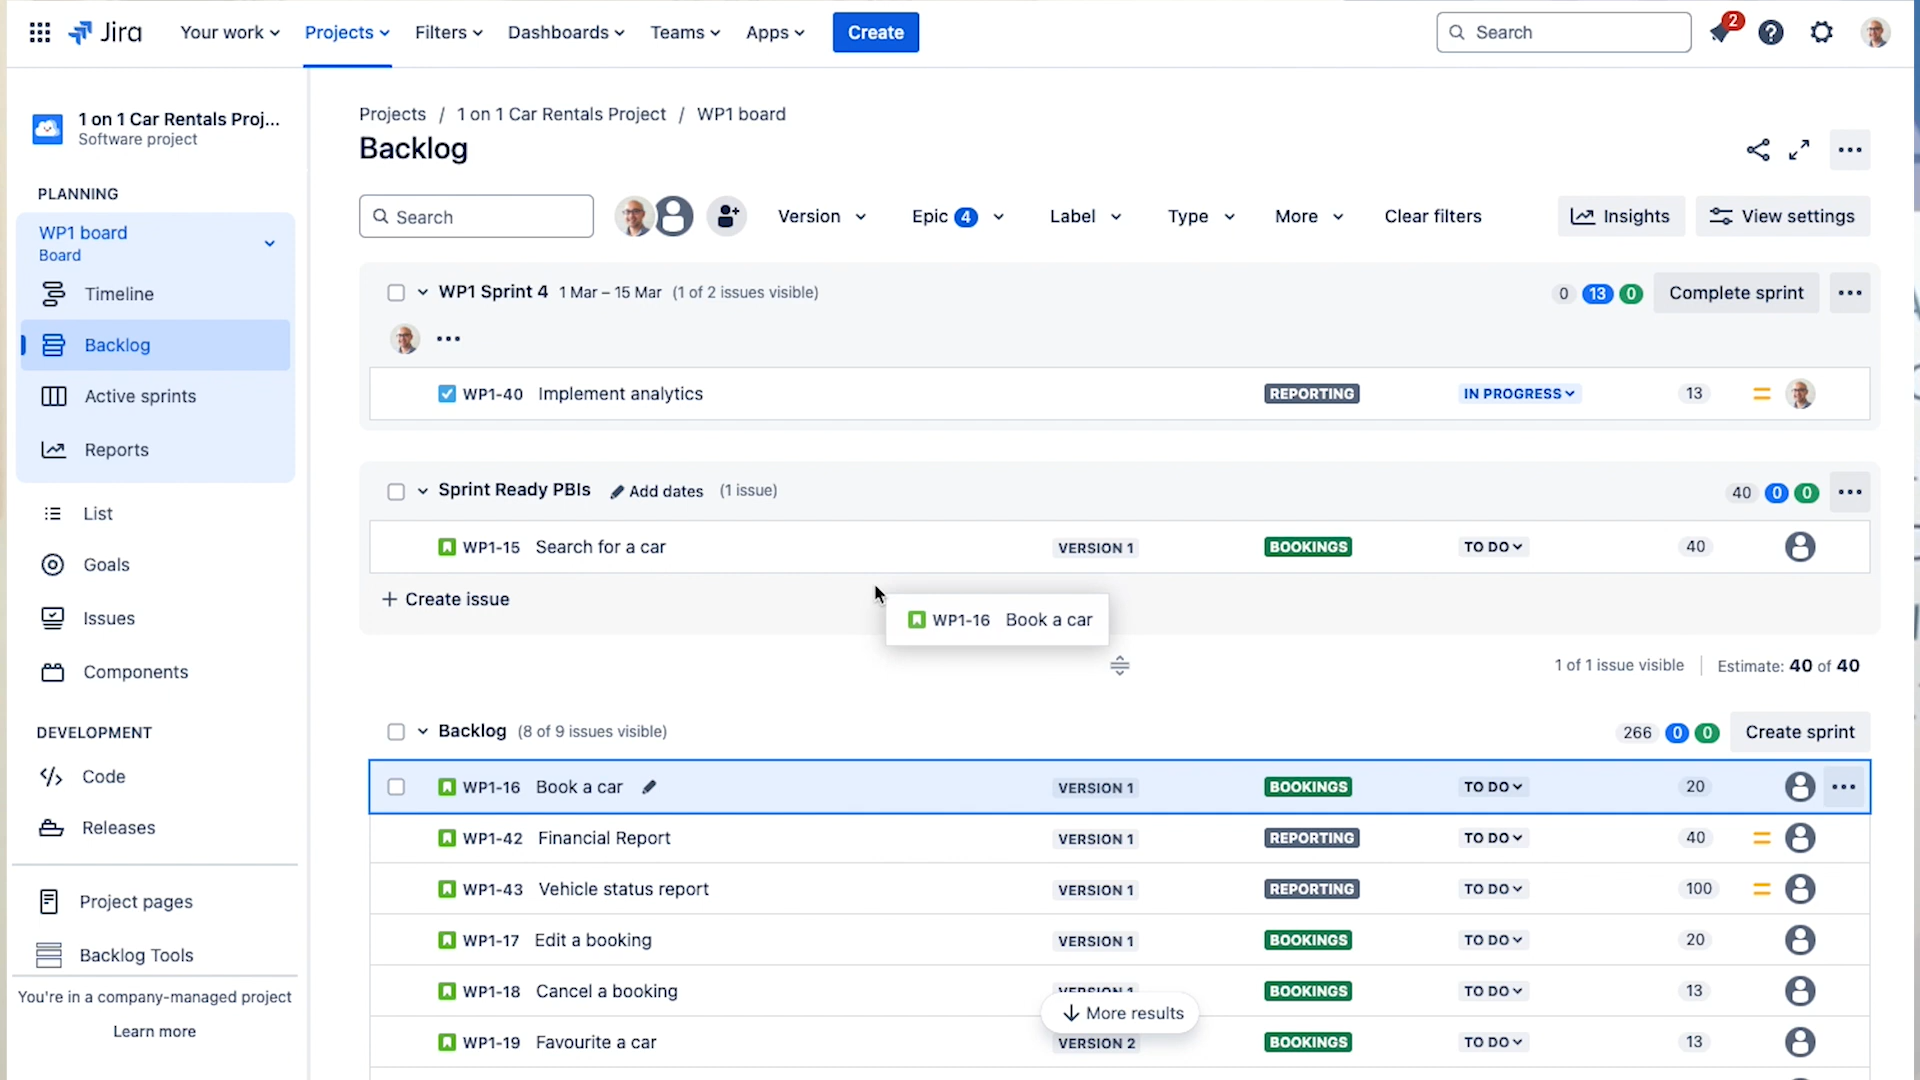 Jira
Your work
Projects
Filters
Dashboards
Teams
Apps
Create
Search
2
1 on 1 Car Rentals Proj...
Software project
PLANNING
WP1 board
Board
Timeline
Backlog
Active sprints
Reports
List
Goals
Issues
Components
DEVELOPMENT
Code
Releases
Project pages
Backlog Tools
You're in a company-managed project
Learn more
Projects / 1 on 1 Car Rentals Project / WP1 board
Backlog
Search
Version
Epic 4
Label
Type
More
Clear filters
Insights
View settings
WP1 Sprint 4 1 Mar – 15 Mar (1 of 2 issues visible) 0 13 0 Complete sprint
WP1-40 Implement analytics REPORTING IN PROGRESS 13
Sprint Ready PBIs Add dates (1 issue) 40 0 0
WP1-15 Search for a car VERSION 1 BOOKINGS TO DO 40
+ Create issue
WP1-16 Book a car
1 of 1 issue visible Estimate: 40 of 40
Backlog (8 of 9 issues visible) 266 0 0 Create sprint
WP1-16 Book a car VERSION 1 BOOKINGS TO DO 20
WP1-42 Financial Report VERSION 1 REPORTING TO DO 40
WP1-43 Vehicle status report VERSION 1 REPORTING TO DO 100
WP1-17 Edit a booking VERSION 1 BOOKINGS TO DO 20
WP1-18 Cancel a booking VERSION 1 BOOKINGS TO DO 13
More results
WP1-19 Favourite a car VERSION 2 BOOKINGS TO DO 13